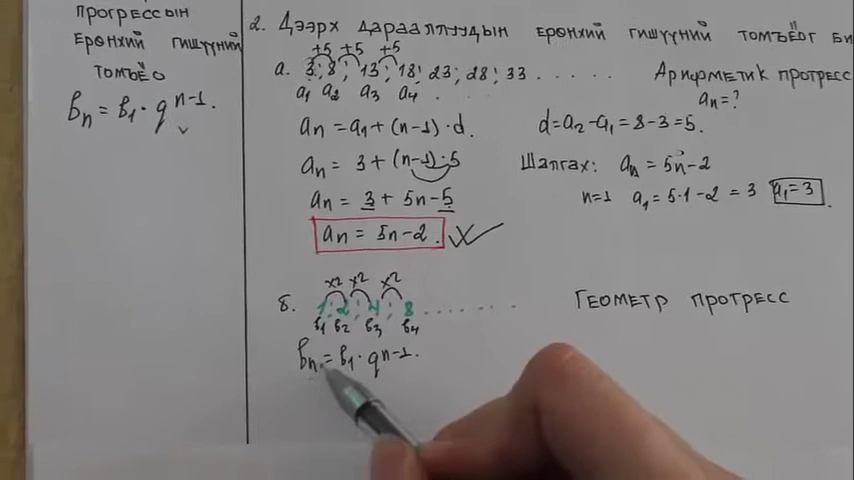 прогрессын
ерөнхий гишүүний
томъёо
bn = b1 · q^n-1.
2. Дээрх дарааллуудын ерөнхий гишүүний томъёог би
+5 +5 +5
а. 3; 8; 13; 18; 23; 28; 33 . . . . . Арифметик прогресс
a1 a2 a3 a4 . an=?
an = a1 + (n-1) · d. d = a2 - a1 = 8 - 3 = 5.
an = 3 + (n-1) · 5 Шалгах: an = 5n - 2
an = 3 + 5n - 5 n=1 a1 = 5·1 - 2 = 3 a1 = 3.
an = 5n - 2.
x2 x2 x2
б. 1; 2; 4; 8 . . . . . . . Геометр прогресс
b1 b2 b3 b4
bn = b1 · q^n-1.